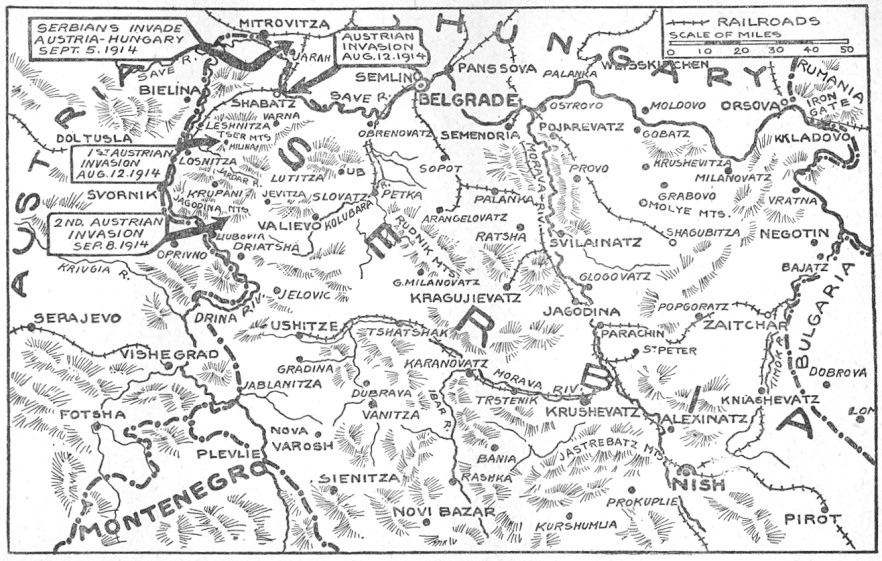 SERBIANS INVADE
AUSTRIA-HUNGARY
SEPT. 5. 1914
MITROVITZA
AUSTRIAN
INVASION
AUG. 12. 1914
RAILROADS
SCALE OF MILES
0 10 20 30 40 50
HUNGARY
AUSTRIA
SERBIA
MONTENEGRO
BULGARIA
RUMANIA
IRON
GATE
SAVE R.
JARAH
SEMLIN
PANSSOVA
PALANKA
WEISSKIRCHEN
BIELINA
SHABATZ
SAVE R.
BELGRADE
OSTROVO
MOLDOVO
ORSOVA
VARNA
LESHNITZA
TSER MTS.
MILINA
OBRENOVATZ
SEMENDRIA
POJAREVATZ
GOBATZ
KLADOVO
DOL TUSLA
1ST AUSTRIAN
INVASION
AUG. 12. 1914
LOSNITZA
JADAR R.
LUTITZA
UB
SOPOT
MORAVA RIV.
PROVO
KRUSHEVITZA
MILANOVATZ
SVORNIK
KRUPANI
JEVITZA
SLOVATZ
PETKA
PALANKA
GRABOVO
MOLYE MTS.
VRATNA
JAGODINA MTS.
VALIEVO
KOLUBARA R.
ARANGELOVATZ
2ND. AUSTRIAN
INVASION
SEP. 8. 1914
LIUBOVIA
DRIATSHA
OPRIVNO
RUDNIK MTS.
RATSHA
SVILAINATZ
SHAGUBITZA
NEGOTIN
KRIVGIA R.
BAJATZ
JELOVIC
G. MILANOVATZ
KRAGUJIEVATZ
GLOGOVATZ
DRINA RIV.
SERAJEVO
USHITZE
TSHATSHAK
JAGODINA
POPGORATZ
ZAITCHAR
PARACHIN
ST PETER
VISHEGRAD
GRADINA
KARANOVATZ
MORAVA RIV.
TIMOK R.
DOBROVA
JABLANITZA
DUBRAVA
VANITZA
IBAR R.
TRSTENIK
KRUSHEVATZ
KNIASHEVATZ
FOTSHA
NOVA
VAROSH
ALEXINATZ
LOM
PLEVLIE
BANIA
JASTREBATZ MTS.
SIENITZA
RASHKA
NISH
PROKUPLIE
NOVI BAZAR
KURSHUMLIA
PIROT